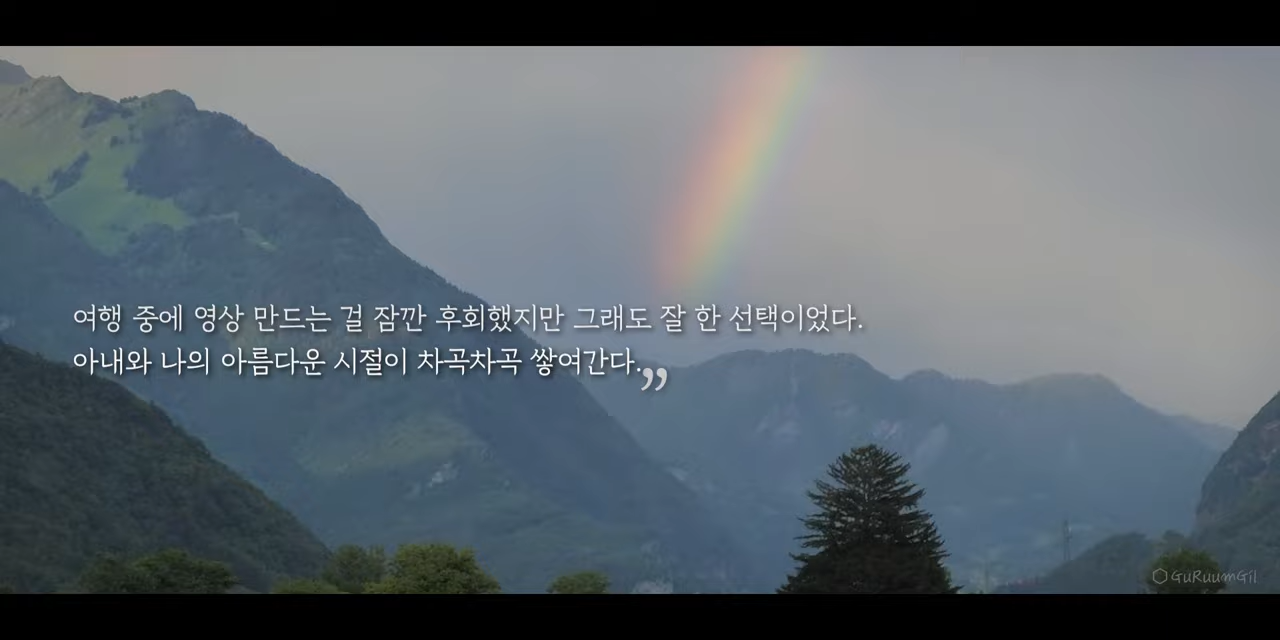 여행 중에 영상 만드는 걸 잠깐 후회했지만 그래도 잘 한 선택이었다.
아내와 나의 아름다운 시절이 차곡차곡 쌓여간다.”
GuRuumGil